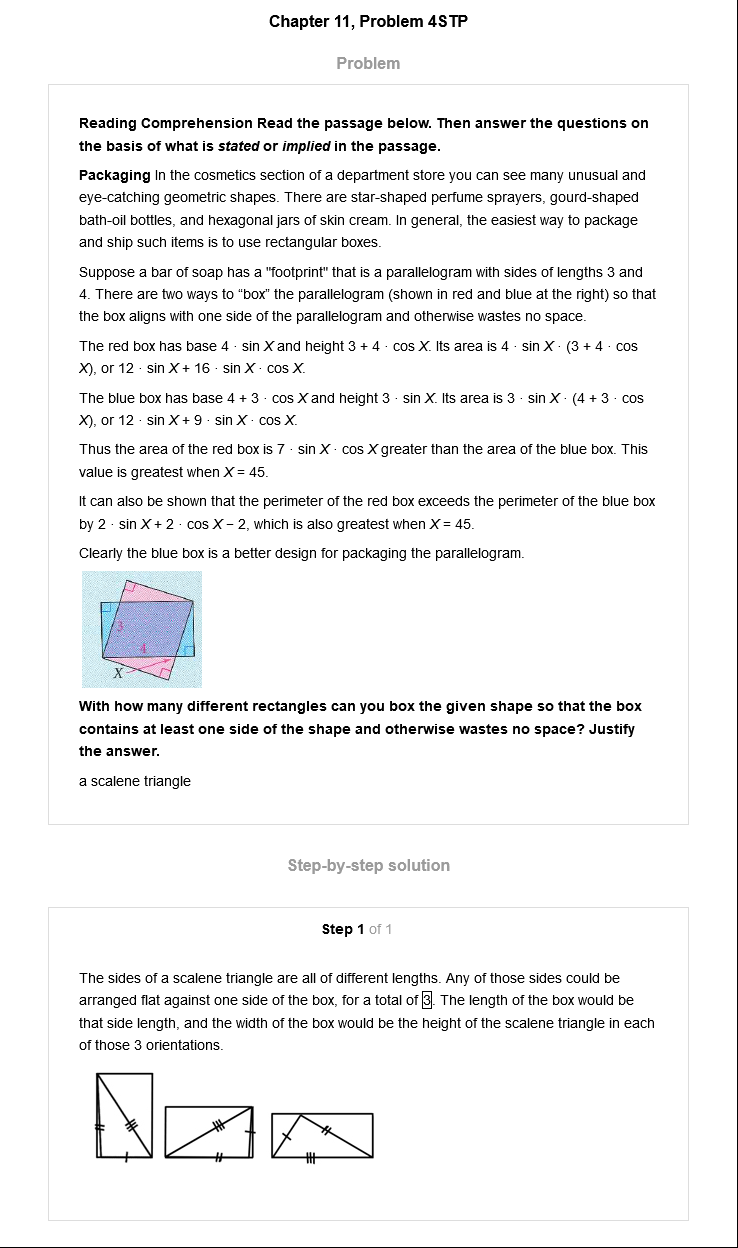 Chapter 11, Problem 4STP
Problem
Reading Comprehension Read the passage below. Then answer the questions on
the basis of what is stated or implied in the passage.
Packaging In the cosmetics section of a department store you can see many unusual and
eye-catching geometric shapes. There are star-shaped perfume sprayers, gourd-shaped
bath-oil bottles, and hexagonal jars of skin cream. In general, the easiest way to package
and ship such items is to use rectangular boxes.
Suppose a bar of soap has a "footprint" that is a parallelogram with sides of lengths 3 and
4. There are two ways to “box” the parallelogram (shown in red and blue at the right) so that
the box aligns with one side of the parallelogram and otherwise wastes no space.
The red box has base 4 · sin X and height 3 + 4 · cos X. Its area is 4 · sin X · (3 + 4 · cos
X), or 12 · sin X + 16 · sin X · cos X.
The blue box has base 4 + 3 · cos X and height 3 · sin X. Its area is 3 · sin X · (4 + 3 · cos
X), or 12 · sin X + 9 · sin X · cos X.
Thus the area of the red box is 7 · sin X · cos X greater than the area of the blue box. This
value is greatest when X = 45.
It can also be shown that the perimeter of the red box exceeds the perimeter of the blue box
by 2 · sin X + 2 · cos X − 2, which is also greatest when X = 45.
Clearly the blue box is a better design for packaging the parallelogram.
3
4
X
With how many different rectangles can you box the given shape so that the box
contains at least one side of the shape and otherwise wastes no space? Justify
the answer.
a scalene triangle
Step-by-step solution
Step 1 of 1
The sides of a scalene triangle are all of different lengths. Any of those sides could be
arranged flat against one side of the box, for a total of 3. The length of the box would be
that side length, and the width of the box would be the height of the scalene triangle in each
of those 3 orientations.